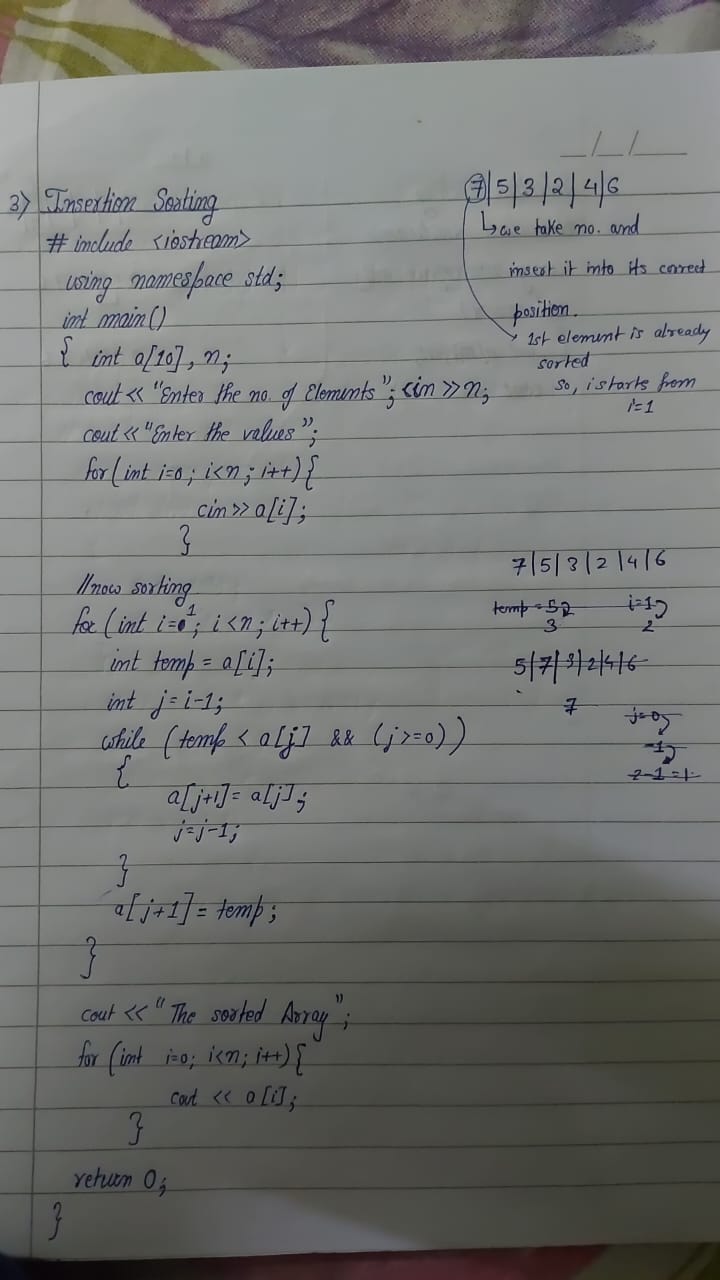 __/__/__
3) Insertion Sorting
# include <iostream>
using namespace std;
int main()
{ int a[10], n;
cout << "Enter the no. of Elements"; cin >> n;
cout << "Enter the values";
for (int i=0; i<n; i++) {
cin >> a[i];
}
//now sorting
for (int i=1; i<n; i++) {
int temp = a[i];
int j = i-1;
while (temp < a[j] && (j>=0))
{
a[j+1] = a[j];
j=j-1;
}
a[j+1] = temp;
}
cout << "The sorted Array";
for (int i=0; i<n; i++) {
cout << a[i];
}
return 0;
}
7|5|3|2|4|6
↳ we take no. and
insert it into its correct
position.
1st element is already
sorted
so, i starts from
i=1
7|5|3|2|4|6
temp = 5 i=1
3 2
5|7|3|2|4|6
7
j=0
-1
2-1=1